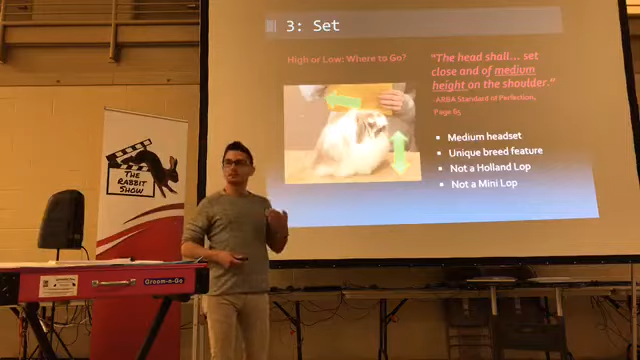 3: Set
High or Low: Where to Go?
"The head shall... set
close and of medium
height on the shoulder."
- ARBA Standard of Perfection,
Page 65
▪ Medium headset
▪ Unique breed feature
▪ Not a Holland Lop
▪ Not a Mini Lop
THE
RABBIT
SHOW
Groom-n-Go